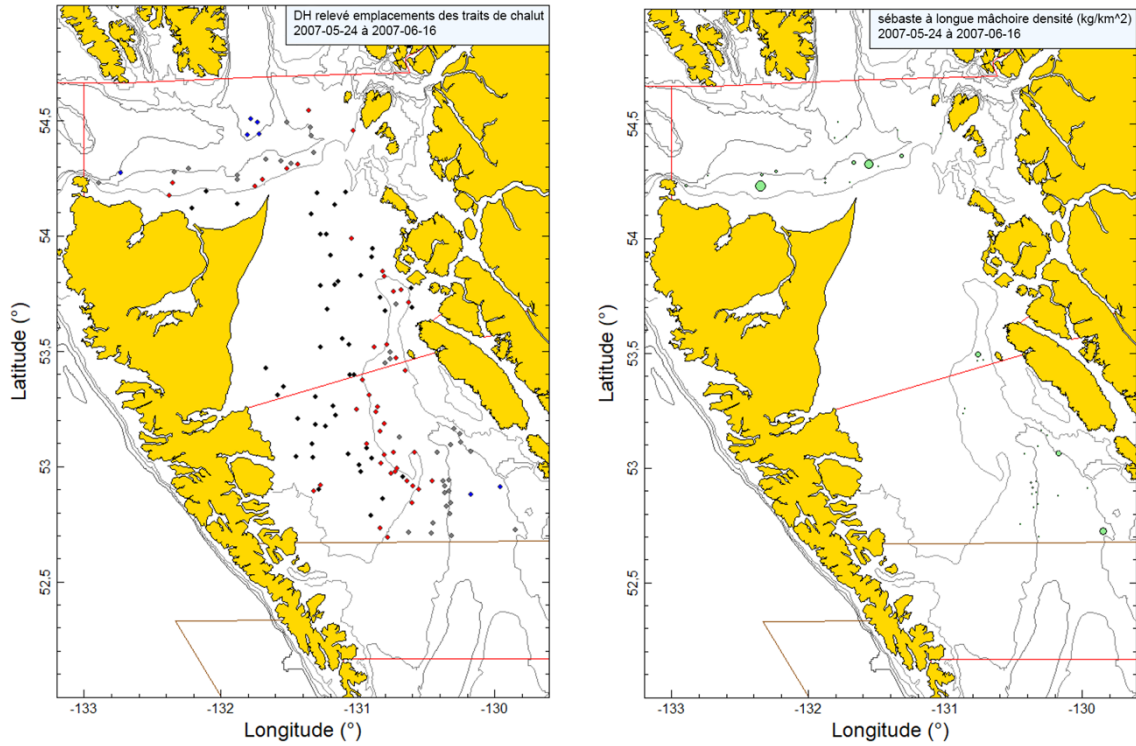 DH relevé emplacements des traits de chalut
2007-05-24 à 2007-06-16
54.5
54
53.5
53
52.5
Latitude (°)
-133
-132
-131
-130
Longitude (°)
sébaste à longue mâchoire densité (kg/km^2)
2007-05-24 à 2007-06-16
54.5
54
53.5
53
52.5
Latitude (°)
-133
-132
-131
-130
Longitude (°)